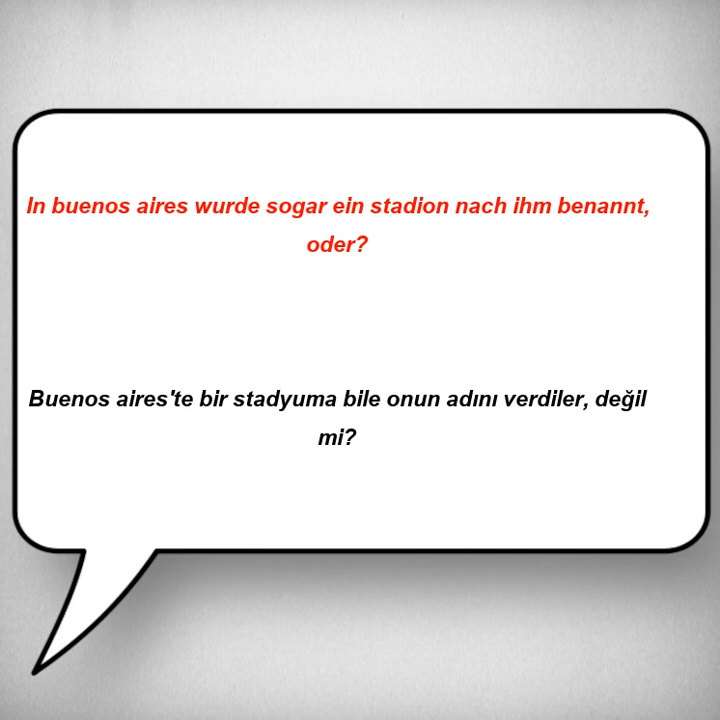 In buenos aires wurde sogar ein stadion nach ihm benannt,
oder?
Buenos aires'te bir stadyuma bile onun adını verdiler, değil
mi?